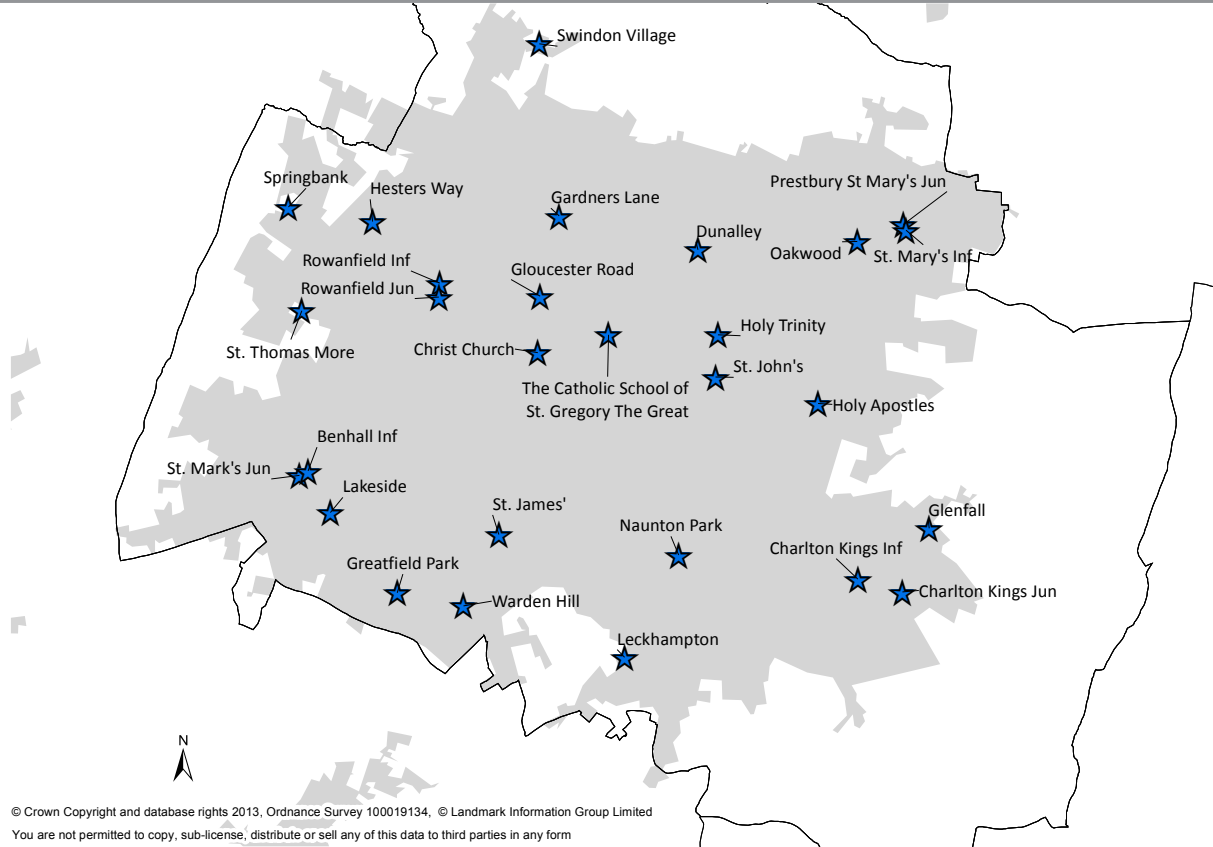 Swindon Village
Springbank
Hesters Way
Gardners Lane
Prestbury St Mary's Jun
Dunalley
Oakwood
St. Mary's Inf
Rowanfield Inf
Rowanfield Jun
Gloucester Road
St. Thomas More
Christ Church
Holy Trinity
The Catholic School of
St. Gregory The Great
St. John's
Holy Apostles
Benhall Inf
St. Mark's Jun
Lakeside
St. James'
Naunton Park
Glenfall
Charlton Kings Inf
Charlton Kings Jun
Greatfield Park
Warden Hill
Leckhampton
N
© Crown Copyright and database rights 2013, Ordnance Survey 100019134, © Landmark Information Group Limited
You are not permitted to copy, sub-license, distribute or sell any of this data to third parties in any form